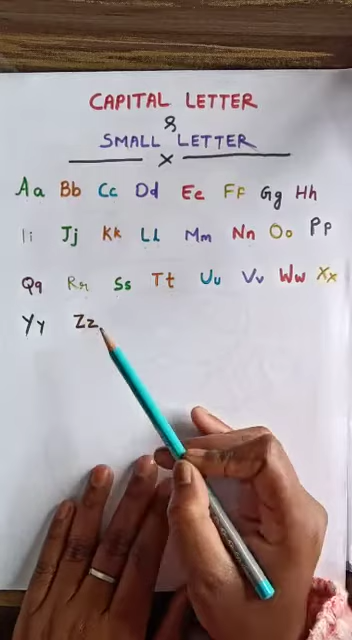 CAPITAL LETTER
&
SMALL LETTER
x
Aa Bb Cc Dd Ee Ff Gg Hh
Ii Jj Kk Ll Mm Nn Oo Pp
Qq Rr Ss Tt Uu Vv Ww Xx
Yy Zz